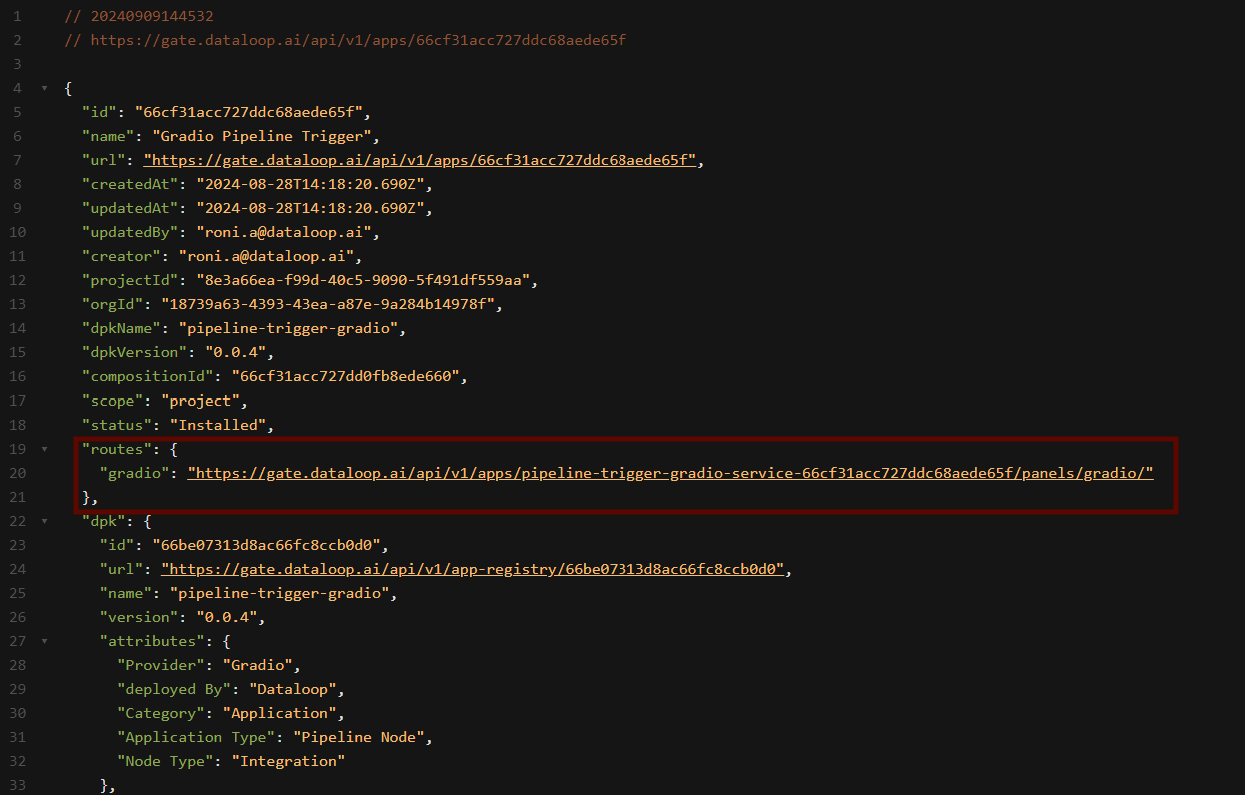 1 // 20240909144532
2 // https://gate.dataloop.ai/api/v1/apps/66cf31acc727ddc68aede65f
3
4 {
5 "id": "66cf31acc727ddc68aede65f",
6 "name": "Gradio Pipeline Trigger",
7 "url": "https://gate.dataloop.ai/api/v1/apps/66cf31acc727ddc68aede65f",
8 "createdAt": "2024-08-28T14:18:20.690Z",
9 "updatedAt": "2024-08-28T14:18:20.690Z",
10 "updatedBy": "roni.a@dataloop.ai",
11 "creator": "roni.a@dataloop.ai",
12 "projectId": "8e3a66ea-f99d-40c5-9090-5f491df559aa",
13 "orgId": "18739a63-4393-43ea-a87e-9a284b14978f",
14 "dpkName": "pipeline-trigger-gradio",
15 "dpkVersion": "0.0.4",
16 "compositionId": "66cf31acc727dd0fb8ede660",
17 "scope": "project",
18 "status": "Installed",
19 "routes": {
20 "gradio": "https://gate.dataloop.ai/api/v1/apps/pipeline-trigger-gradio-service-66cf31acc727ddc68aede65f/panels/gradio/"
21 },
22 "dpk": {
23 "id": "66be07313d8ac66fc8ccb0d0",
24 "url": "https://gate.dataloop.ai/api/v1/app-registry/66be07313d8ac66fc8ccb0d0",
25 "name": "pipeline-trigger-gradio",
26 "version": "0.0.4",
27 "attributes": {
28 "Provider": "Gradio",
29 "deployed By": "Dataloop",
30 "Category": "Application",
31 "Application Type": "Pipeline Node",
32 "Node Type": "Integration"
33 },